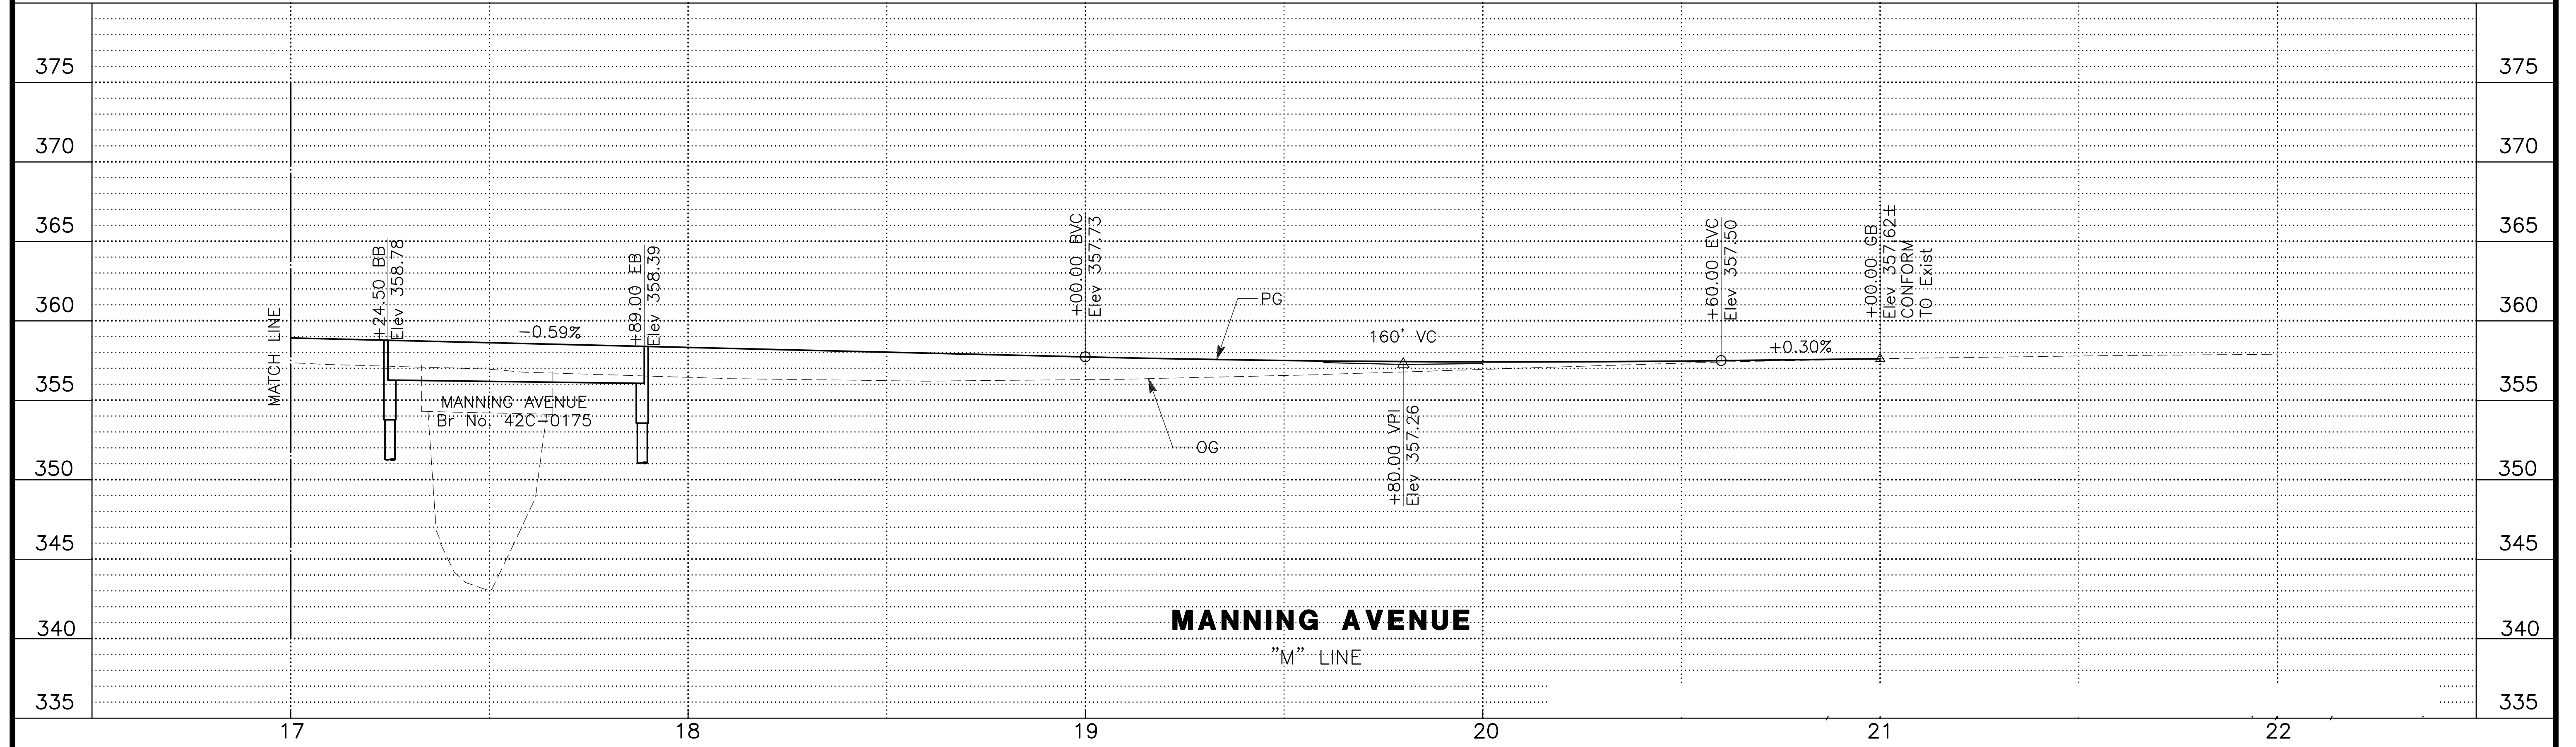 375
375
370
370
365
365
360
360
355
355
350
350
345
345
340
340
335
335
MATCH LINE
+24.50 BB
Elev 358.78
-0.59%
+89.00 EB
Elev 358.39
MANNING AVENUE
Br No. 42C-0175
+00.00 BVC
Elev 357.73
PG
OG
160' VC
+80.00 VPI
Elev 357.26
+60.00 EVC
Elev 357.50
+0.30%
+00.00 GB
Elev 357.62±
CONFORM
TO Exist
MANNING AVENUE
"M" LINE
17
18
19
20
21
22